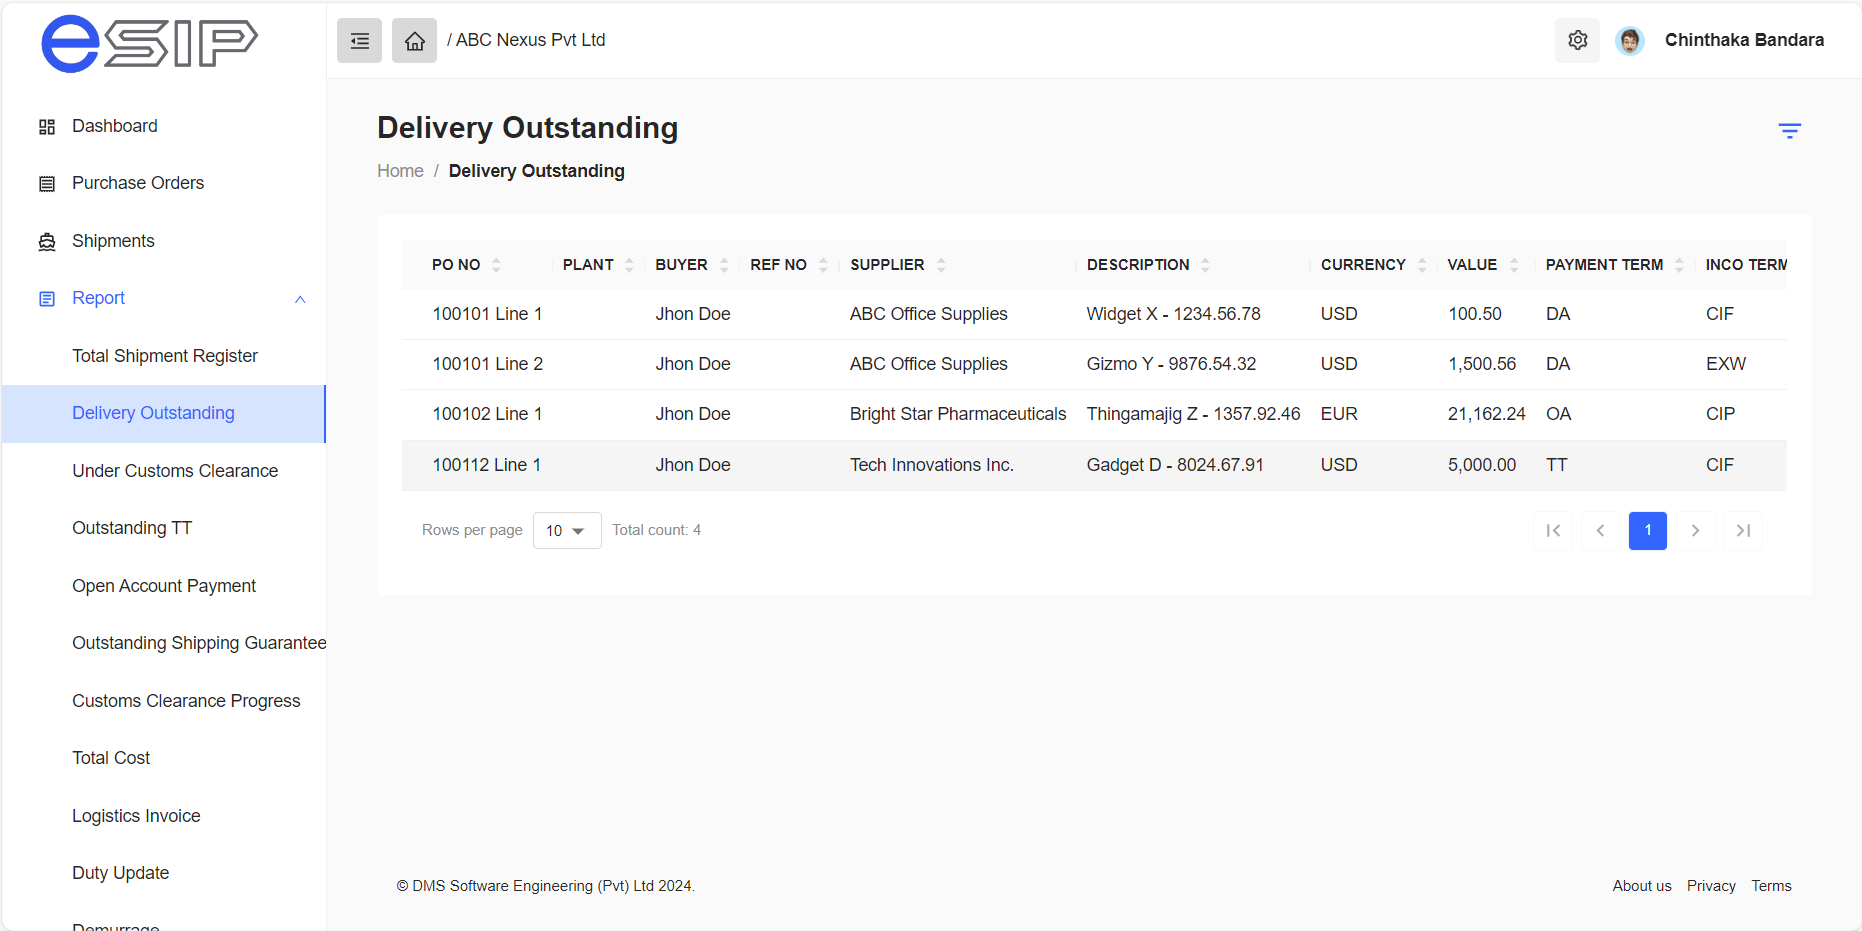 eSIP
/ ABC Nexus Pvt Ltd
Chinthaka Bandara
Dashboard
Purchase Orders
Shipments
Report
Total Shipment Register
Delivery Outstanding
Under Customs Clearance
Outstanding TT
Open Account Payment
Outstanding Shipping Guarantee
Customs Clearance Progress
Total Cost
Logistics Invoice
Duty Update
Demurrage
Delivery Outstanding
Home / Delivery Outstanding
PO NO PLANT BUYER REF NO SUPPLIER DESCRIPTION CURRENCY VALUE PAYMENT TERM INCO TERM
100101 Line 1 Jhon Doe ABC Office Supplies Widget X - 1234.56.78 USD 100.50 DA CIF
100101 Line 2 Jhon Doe ABC Office Supplies Gizmo Y - 9876.54.32 USD 1,500.56 DA EXW
100102 Line 1 Jhon Doe Bright Star Pharmaceuticals Thingamajig Z - 1357.92.46 EUR 21,162.24 OA CIP
100112 Line 1 Jhon Doe Tech Innovations Inc. Gadget D - 8024.67.91 USD 5,000.00 TT CIF
Rows per page 10 Total count: 4 1
© DMS Software Engineering (Pvt) Ltd 2024. About us Privacy Terms